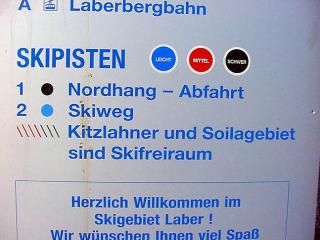 A Laberbergbahn
SKIPISTEN LEICHT MITTEL SCHWER
1 Nordhang – Abfahrt
2 Skiweg
Kitzlahner und Soilagebiet
sind Skifreiraum
Herzlich Willkommen im
Skigebiet Laber !
Wir wünschen Ihnen viel Spaß